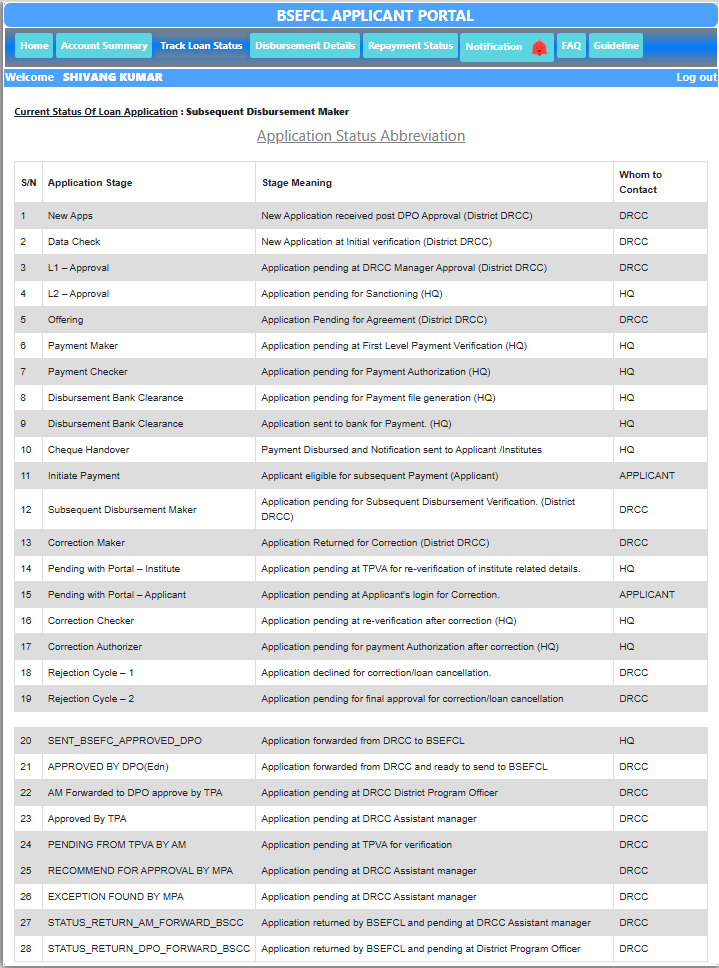 BSEFCL APPLICANT PORTAL
Home Account Summary Track Loan Status Disbursement Details Repayment Status Notification FAQ Guideline
Welcome SHIVANG KUMAR Log out
Current Status Of Loan Application : Subsequent Disbursement Maker
Application Status Abbreviation
S/N Application Stage Stage Meaning Whom to Contact
1 New Apps New Application received post DPO Approval (District DRCC) DRCC
2 Data Check New Application at Initial verification (District DRCC) DRCC
3 L1 – Approval Application pending at DRCC Manager Approval (District DRCC) DRCC
4 L2 – Approval Application pending for Sanctioning (HQ) HQ
5 Offering Application Pending for Agreement (District DRCC) DRCC
6 Payment Maker Application pending at First Level Payment Verification (HQ) HQ
7 Payment Checker Application pending for Payment Authorization (HQ) HQ
8 Disbursement Bank Clearance Application pending for Payment file generation (HQ) HQ
9 Disbursement Bank Clearance Application sent to bank for Payment. (HQ) HQ
10 Cheque Handover Payment Disbursed and Notification sent to Applicant /Institutes HQ
11 Initiate Payment Applicant eligible for subsequent Payment (Applicant) APPLICANT
12 Subsequent Disbursement Maker Application pending for Subsequent Disbursement Verification. (District DRCC) DRCC
13 Correction Maker Application Returned for Correction (District DRCC) DRCC
14 Pending with Portal – Institute Application pending at TPVA for re-verification of institute related details. HQ
15 Pending with Portal – Applicant Application pending at Applicant's login for Correction. APPLICANT
16 Correction Checker Application pending at re-verification after correction (HQ) HQ
17 Correction Authorizer Application pending for payment Authorization after correction (HQ) HQ
18 Rejection Cycle – 1 Application declined for correction/loan cancellation. DRCC
19 Rejection Cycle – 2 Application pending for final approval for correction/loan cancellation DRCC
20 SENT_BSEFC_APPROVED_DPO Application forwarded from DRCC to BSEFCL HQ
21 APPROVED BY DPO(Edn) Application forwarded from DRCC and ready to send to BSEFCL DRCC
22 AM Forwarded to DPO approve by TPA Application pending at DRCC District Program Officer DRCC
23 Approved By TPA Application pending at DRCC Assistant manager DRCC
24 PENDING FROM TPVA BY AM Application pending at TPVA for verification DRCC
25 RECOMMEND FOR APPROVAL BY MPA Application pending at DRCC Assistant manager DRCC
26 EXCEPTION FOUND BY MPA Application pending at DRCC Assistant manager DRCC
27 STATUS_RETURN_AM_FORWARD_BSCC Application returned by BSEFCL and pending at DRCC Assistant manager DRCC
28 STATUS_RETURN_DPO_FORWARD_BSCC Application returned by BSEFCL and pending at District Program Officer DRCC